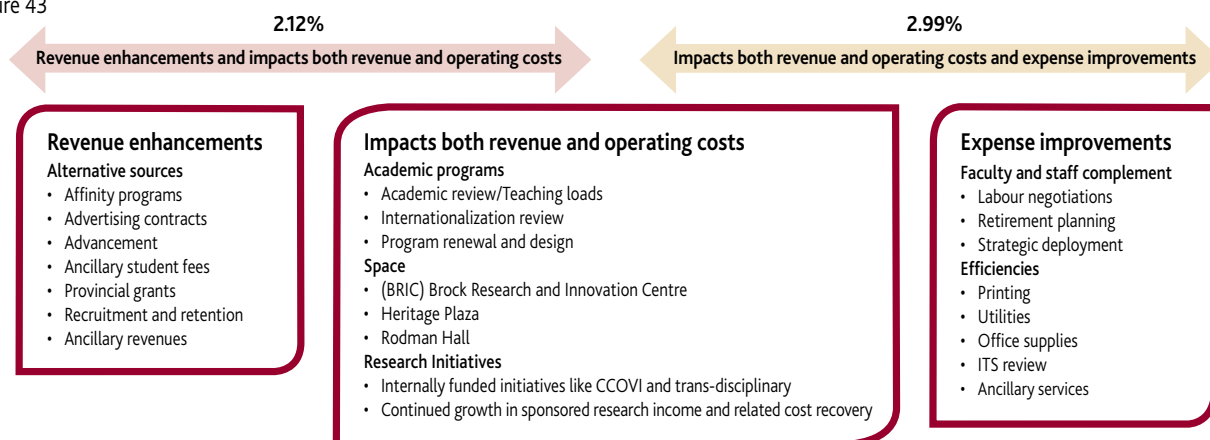 ure 43
2.12%
2.99%
Revenue enhancements and impacts both revenue and operating costs
Impacts both revenue and operating costs and expense improvements
Revenue enhancements
Alternative sources
• Affinity programs
• Advertising contracts
• Advancement
• Ancillary student fees
• Provincial grants
• Recruitment and retention
• Ancillary revenues
Impacts both revenue and operating costs
Academic programs
• Academic review/Teaching loads
• Internationalization review
• Program renewal and design
Space
• (BRIC) Brock Research and Innovation Centre
• Heritage Plaza
• Rodman Hall
Research Initiatives
• Internally funded initiatives like CCOVI and trans-disciplinary
• Continued growth in sponsored research income and related cost recovery
Expense improvements
Faculty and staff complement
• Labour negotiations
• Retirement planning
• Strategic deployment
Efficiencies
• Printing
• Utilities
• Office supplies
• ITS review
• Ancillary services